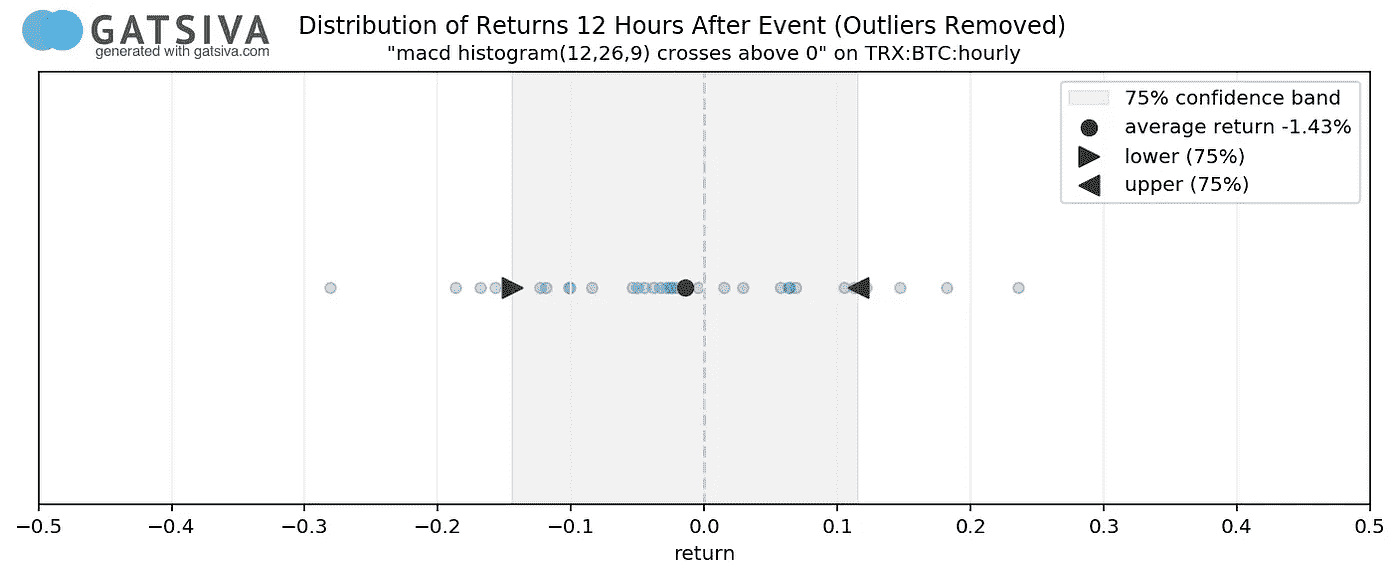 GATSIVA
generated with gatsiva.com
Distribution of Returns 12 Hours After Event (Outliers Removed)
"macd histogram(12,26,9) crosses above 0" on TRX:BTC:hourly
75% confidence band
average return -1.43%
lower (75%)
upper (75%)
−0.5 −0.4 −0.3 −0.2 −0.1 0.0 0.1 0.2 0.3 0.4 0.5
return